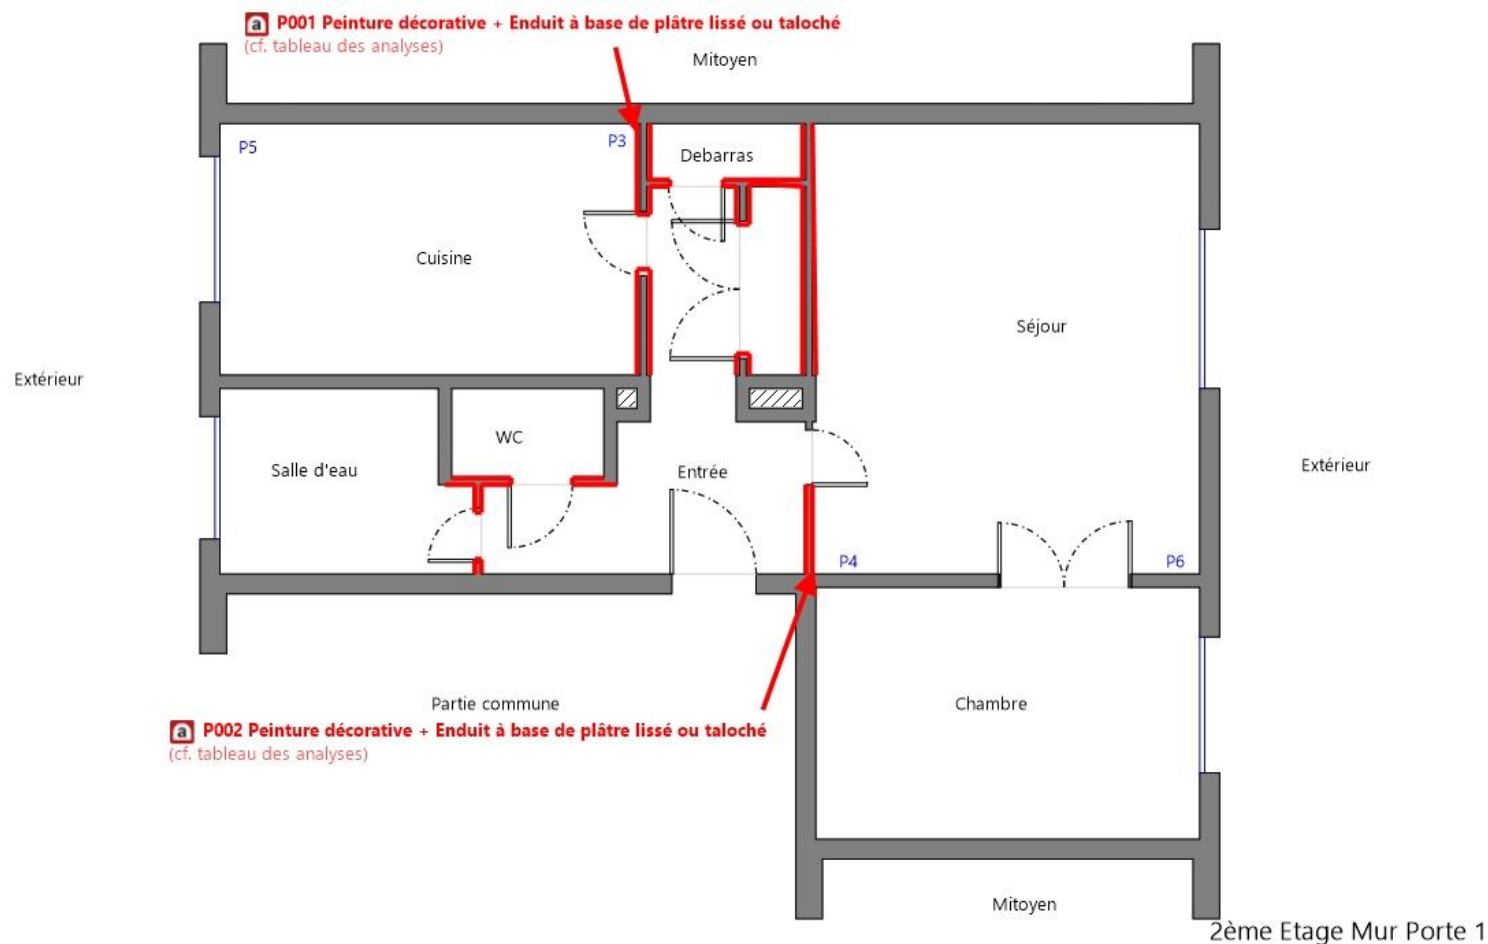 a P001 Peinture décorative + Enduit à base de plâtre lissé ou taloché
(cf. tableau des analyses)
Mitoyen
P5
P3
Debarras
Cuisine
Séjour
Extérieur
WC
Salle d'eau
Entrée
Extérieur
P4
P6
Partie commune
Chambre
a P002 Peinture décorative + Enduit à base de plâtre lissé ou taloché
(cf. tableau des analyses)
Mitoyen
2ème Etage Mur Porte 1